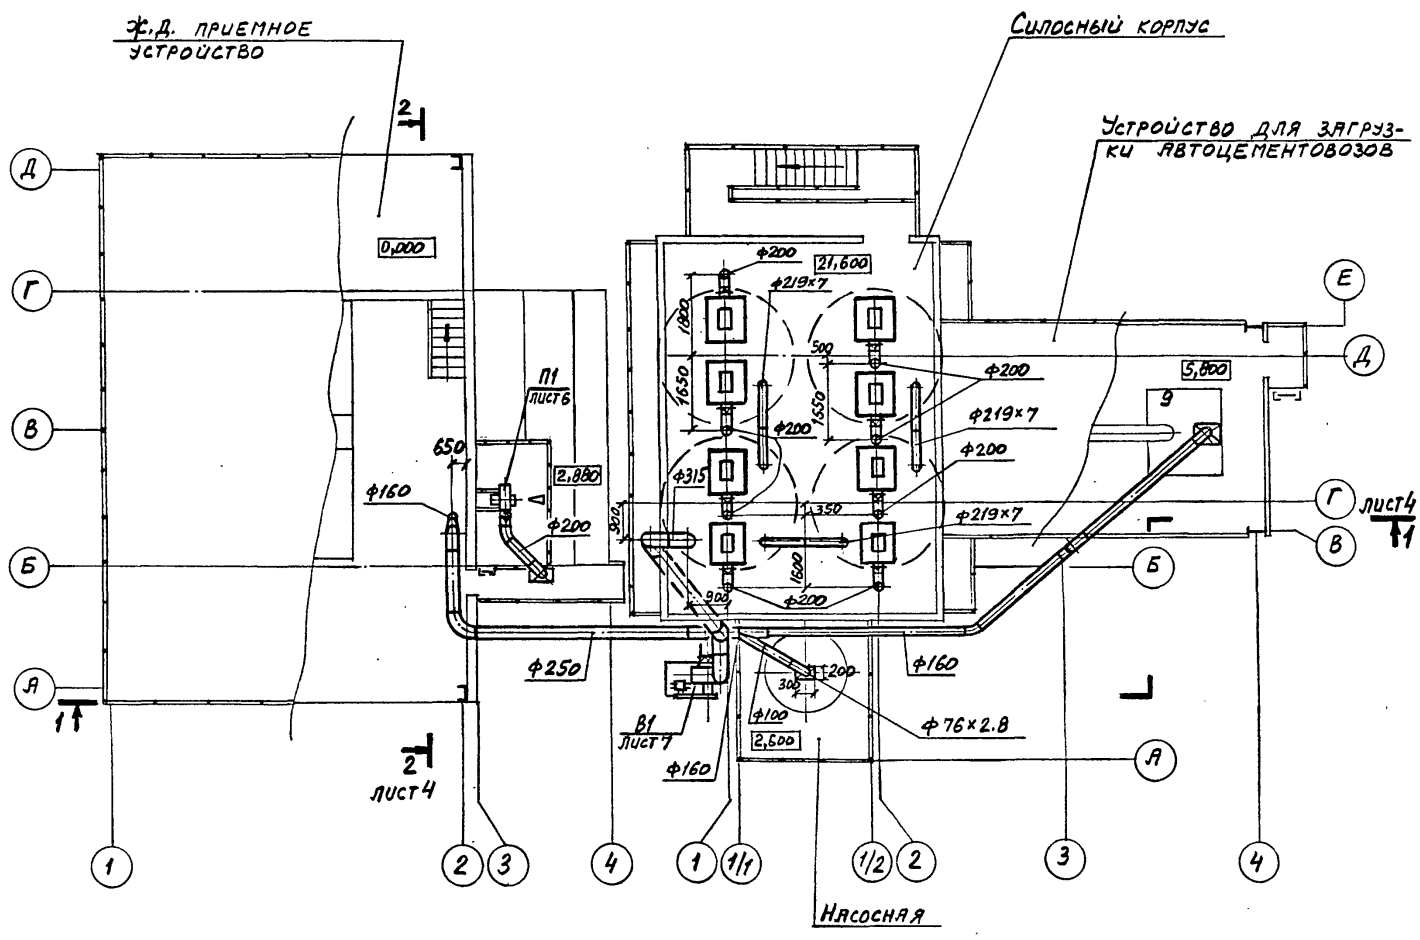 Ж.Д. ПРИЕМНОЕ
УСТРОЙСТВО
СИЛОСНЫЙ КОРПУС
УСТРОЙСТВО ДЛЯ ЗАГРУЗ-
КИ АВТОЦЕМЕНТОВОЗОВ
2
Д
0,000
Г
ф200
21,600
ф219×7
1800
Е
500
Д
5,800
9
П1
ЛИСТ 6
1650
1550
ф200
В
ф200
ф219×7
650
2,880
ф315
ф200
ф160
900
350
Г
ЛИСТ 4
1
ф219×7
В
ф200
Б
1600
Б
900
ф200
ф250
ф160
А
1
300
200
ф100
ф76×2.8
В1
ЛИСТ 7
2,600
ф160
А
2
ЛИСТ 4
1
2
3
4
1
1/1
1/2
2
3
4
НАСОСНАЯ